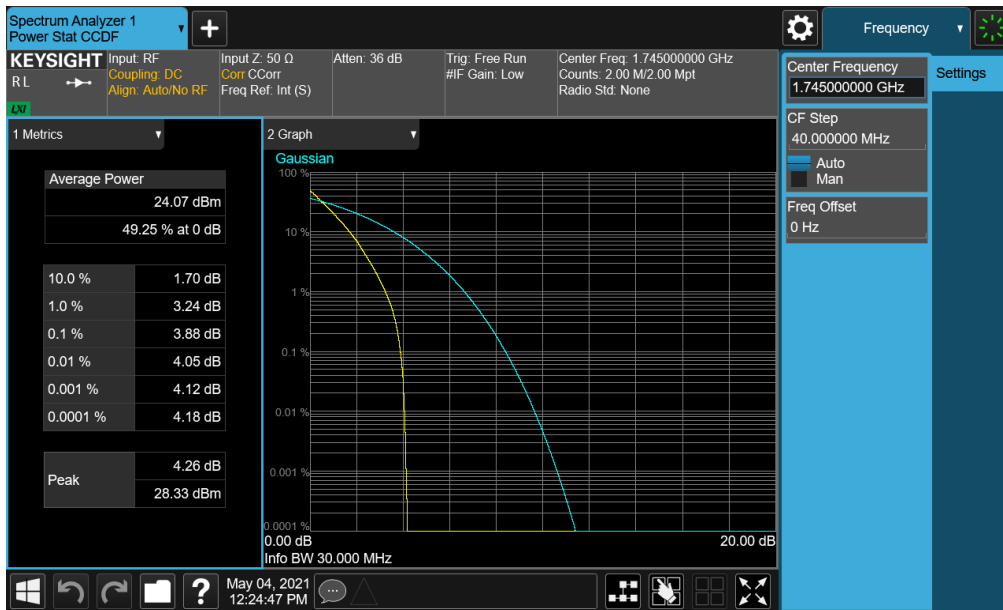 Spectrum Analyzer 1
Power Stat CCDF
Frequency
KEYSIGHT
R L
LXI
Input: RF
Coupling: DC
Align: Auto/No RF
Input Z: 50 Ω
Corr CCorr
Freq Ref: Int (S)
Atten: 36 dB
Trig: Free Run
#IF Gain: Low
Center Freq: 1.745000000 GHz
Counts: 2.00 M/2.00 Mpt
Radio Std: None
Center Frequency
1.745000000 GHz
Settings
CF Step
40.000000 MHz
Auto
Man
Freq Offset
0 Hz
1 Metrics
Average Power
24.07 dBm
49.25 % at 0 dB
10.0 % 1.70 dB
1.0 % 3.24 dB
0.1 % 3.88 dB
0.01 % 4.05 dB
0.001 % 4.12 dB
0.0001 % 4.18 dB
Peak
4.26 dB
28.33 dBm
2 Graph
Gaussian
100 %
10 %
1 %
0.1 %
0.01 %
0.001 %
0.0001 %
0.00 dB 20.00 dB
Info BW 30.000 MHz
?
May 04, 2021
12:24:47 PM